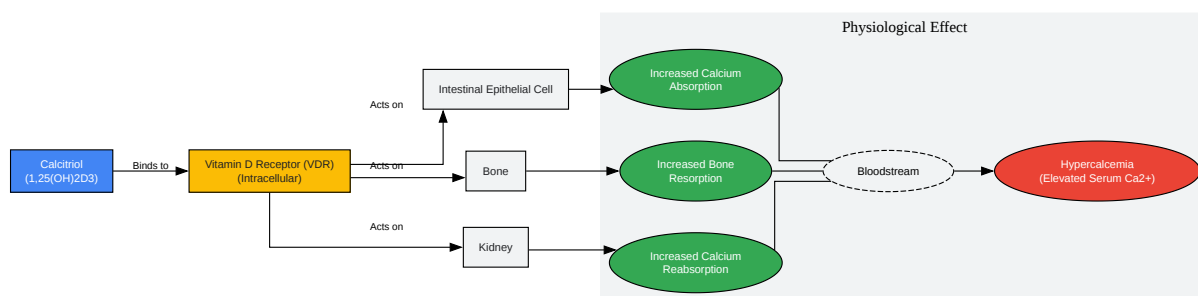 Physiological Effect
Increased Calcium
Absorption
Intestinal Epithelial Cell
Acts on
Calcitriol
(1,25(OH)2D3)
Binds to
Vitamin D Receptor (VDR)
(Intracellular)
Acts on
Bone
Increased Bone
Resorption
Bloodstream
Hypercalcemia
(Elevated Serum Ca2+)
Acts on
Kidney
Increased Calcium
Reabsorption